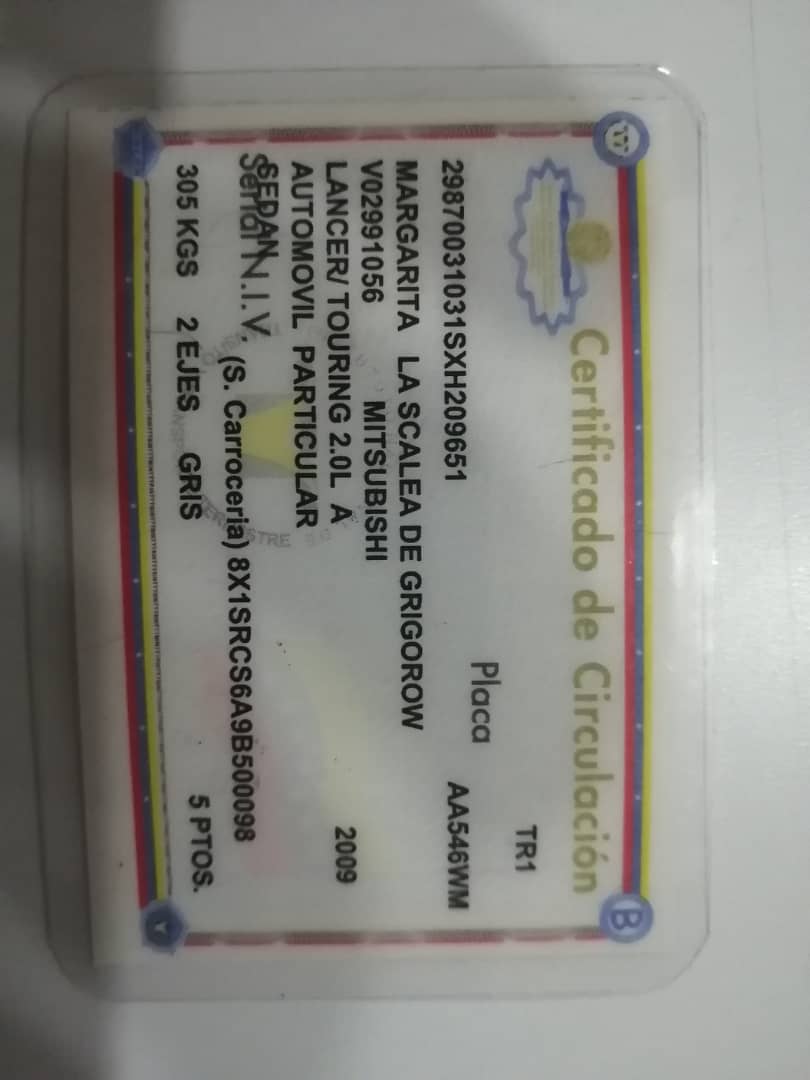 Certificado de Circulación
TR1
Placa
29870031031SXH209651 AA546WM
MARGARITA LA SCALEA DE GRIGOROW
V02991056 MITSUBISHI
LANCER/ TOURING 2.0L A 2009
AUTOMOVIL PARTICULAR
SEDAN
Serial N.I.V. (S. Carroceria) 8X1SRCS6A9B500098
305 KGS 2 EJES GRIS 5 PTOS.
B